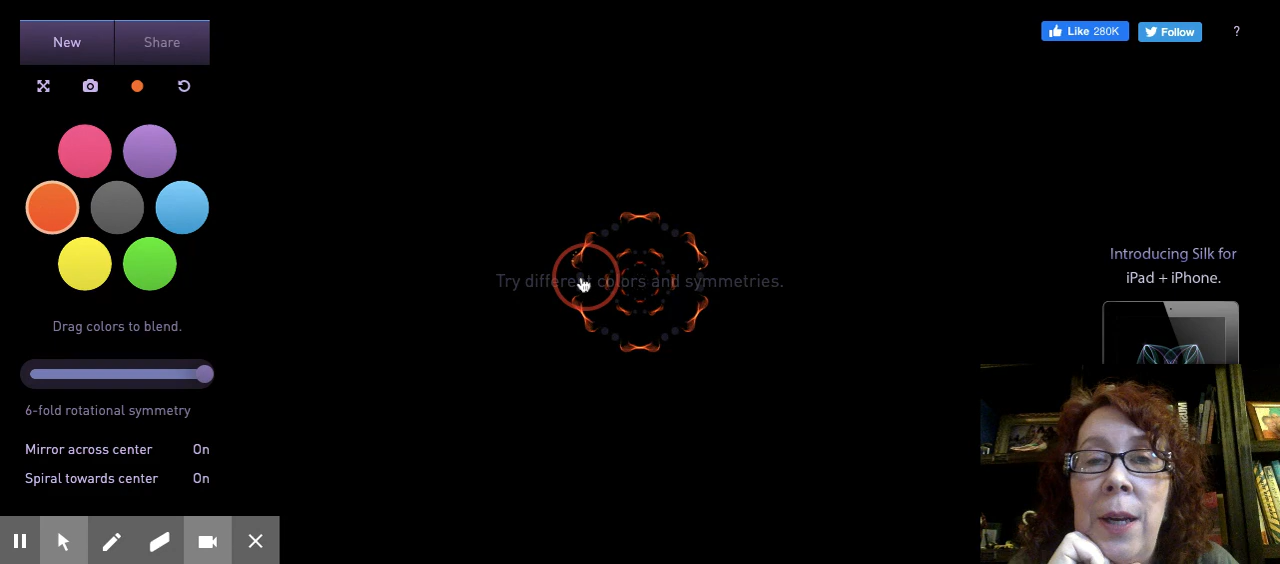 New
Share
Like 280K
Follow
?
Try different colors and symmetries.
Introducing Silk for
iPad + iPhone.
Drag colors to blend.
6-fold rotational symmetry
Mirror across center On
Spiral towards center On